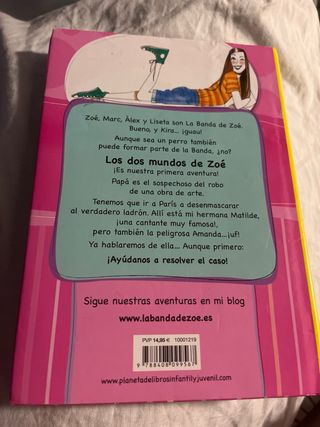 Zoé, Marc, Álex y Liseta son La Banda de Zoé.
Bueno, y Kira... ¡guau!
Aunque sea un perro también
puede formar parte de la Banda, ¿no?
Los dos mundos de Zoé
¡Es nuestra primera aventura!
Papá es el sospechoso del robo
de una obra de arte.
Tenemos que ir a París a desenmascarar
al verdadero ladrón. Allí está mi hermana Matilde,
¡una cantante muy famosa!,
pero también la peligrosa Amanda...¡uf!
Ya hablaremos de ella... Aunque primero:
¡Ayúdanos a resolver el caso!
Sigue nuestras aventuras en mi blog
www.labandadezoe.es
PVP 14,95 € 10001219
9 788408 099567
www.planetadelibrosinfantilyjuvenil.com